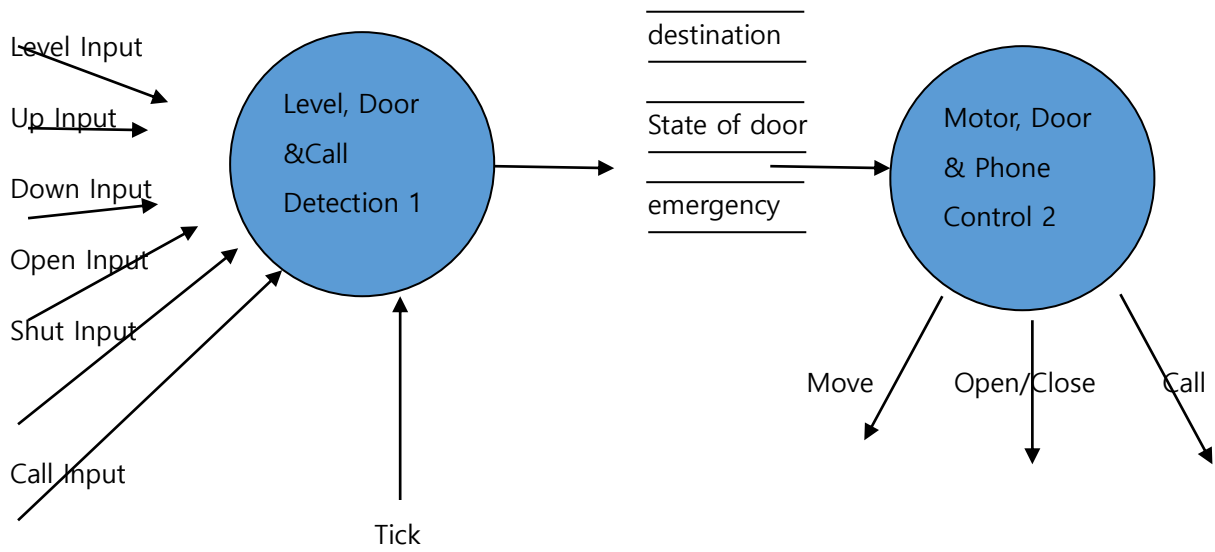 Level Input
Up Input
Down Input
Open Input
Shut Input
Call Input
Level, Door
&Call
Detection 1
Tick
destination
State of door
emergency
Motor, Door
& Phone
Control 2
Move
Open/Close
Call